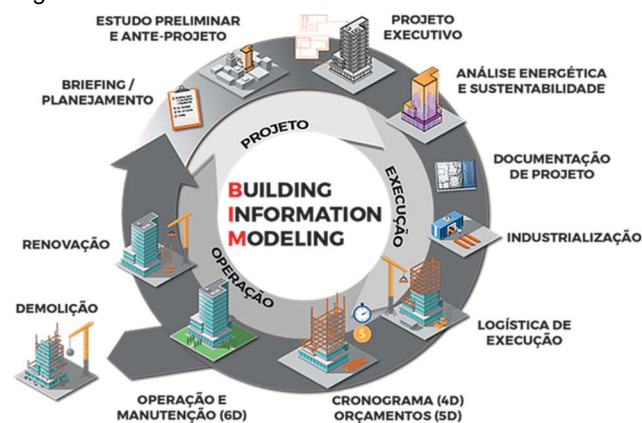 ESTUDO PRELIMINAR
E ANTE-PROJETO
PROJETO
EXECUTIVO
BRIEFING /
PLANEJAMENTO
ANÁLISE ENERGÉTICA
E SUSTENTABILIDADE
DOCUMENTAÇÃO
DE PROJETO
INDUSTRIALIZAÇÃO
LOGÍSTICA DE
EXECUÇÃO
CRONOGRAMA (4D)
ORÇAMENTOS (5D)
OPERAÇÃO E
MANUTENÇÃO (6D)
DEMOLIÇÃO
RENOVAÇÃO
PROJETO
EXECUÇÃO
OPERAÇÃO
BUILDING
INFORMATION
MODELING
$